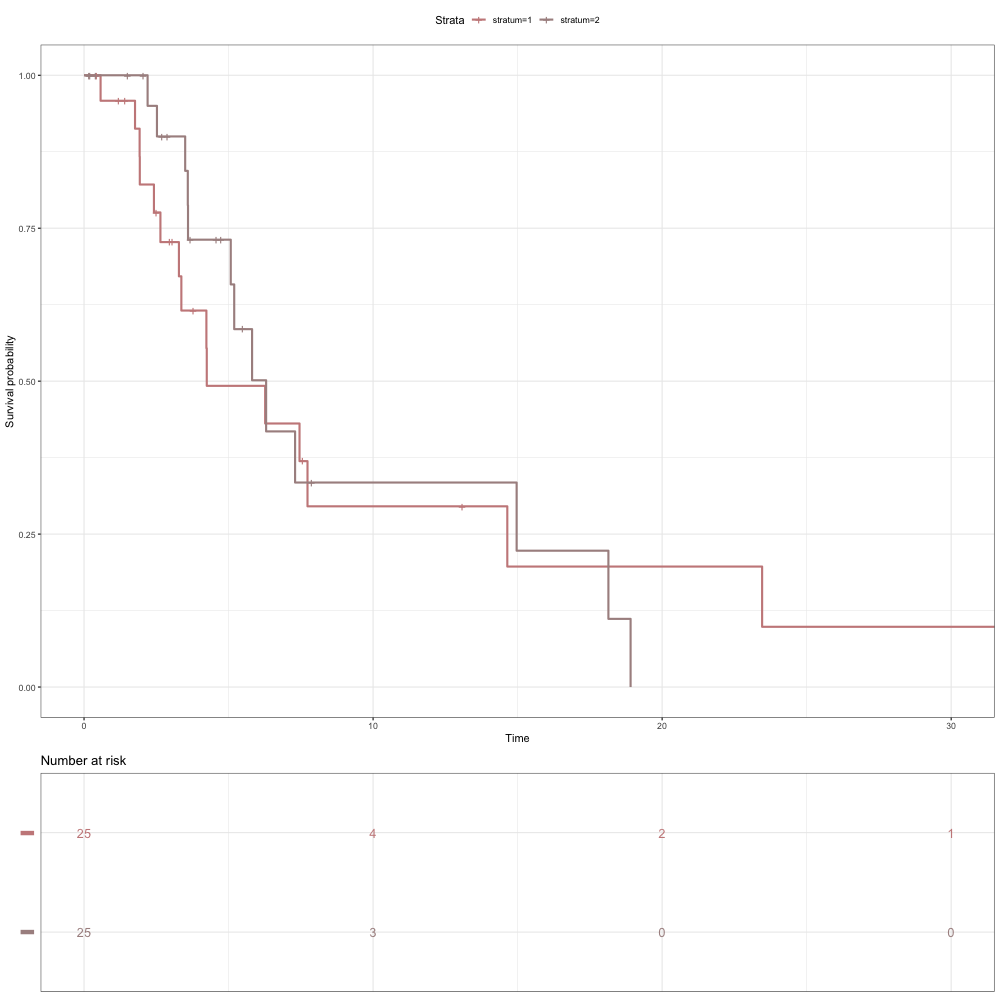 Strata stratum=1 stratum=2
1.00
0.75
0.50
0.25
0.00
Survival probability
0 10 20 30
Time
Number at risk
25 4 2 1
25 3 0 0